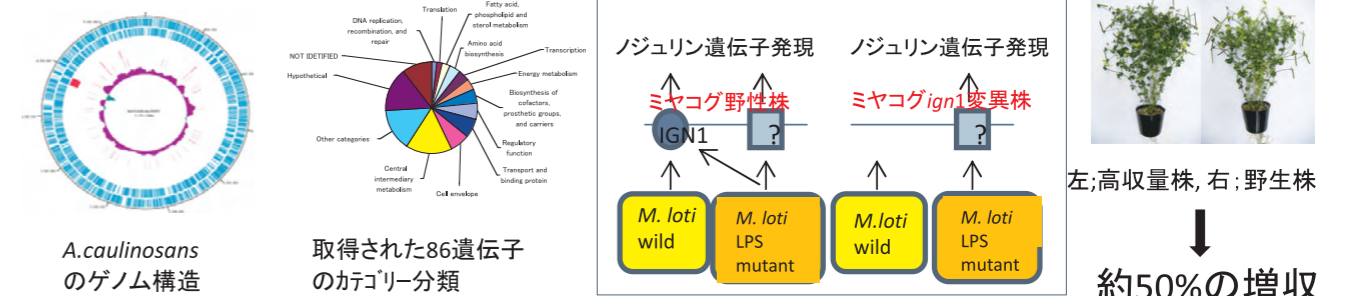 A.caulinosans
のゲノム構造
Translation
Fatty acid,
phospholipid and
sterol metabolism
DNA replication,
recombination, and
repair
Amino acid
biosynthesis
Transcription
NOT IDETIFIED
Energy metabolism
Hypothetical
Biosynthesis of
cofactors,
prosthetic groups,
and carriers
Regulatory
function
Other categories
Transport and
binding protein
Central
intermediary
metabolism
Cell envelope
取得された86遺伝子
のｶﾃｺﾞﾘｰ分類
ノジュリン遺伝子発現
ノジュリン遺伝子発現
ミヤコグ野性株
ミヤコグign1変異株
IGN1
?
?
M. loti
wild
M. loti
LPS
mutant
M.loti
wild
M. loti
LPS
mutant
左;高収量株, 右;野生株
約50%の増収